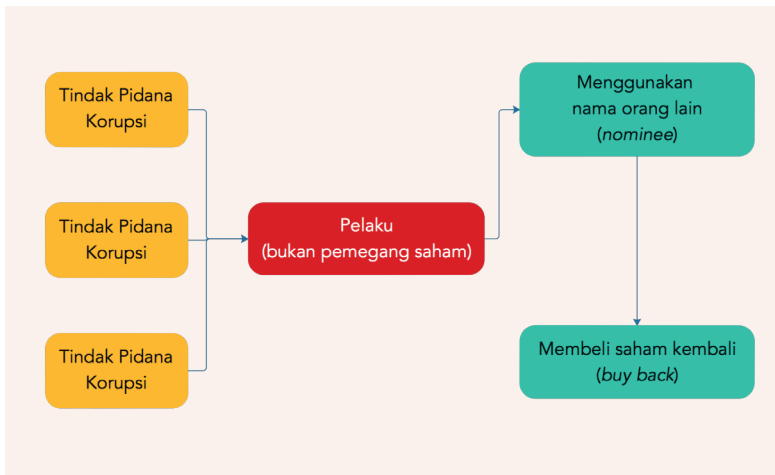 Tindak Pidana
Korupsi
Tindak Pidana
Korupsi
Tindak Pidana
Korupsi
Pelaku
(bukan pemegang saham)
Menggunakan
nama orang lain
(nominee)
Membeli saham kembali
(buy back)